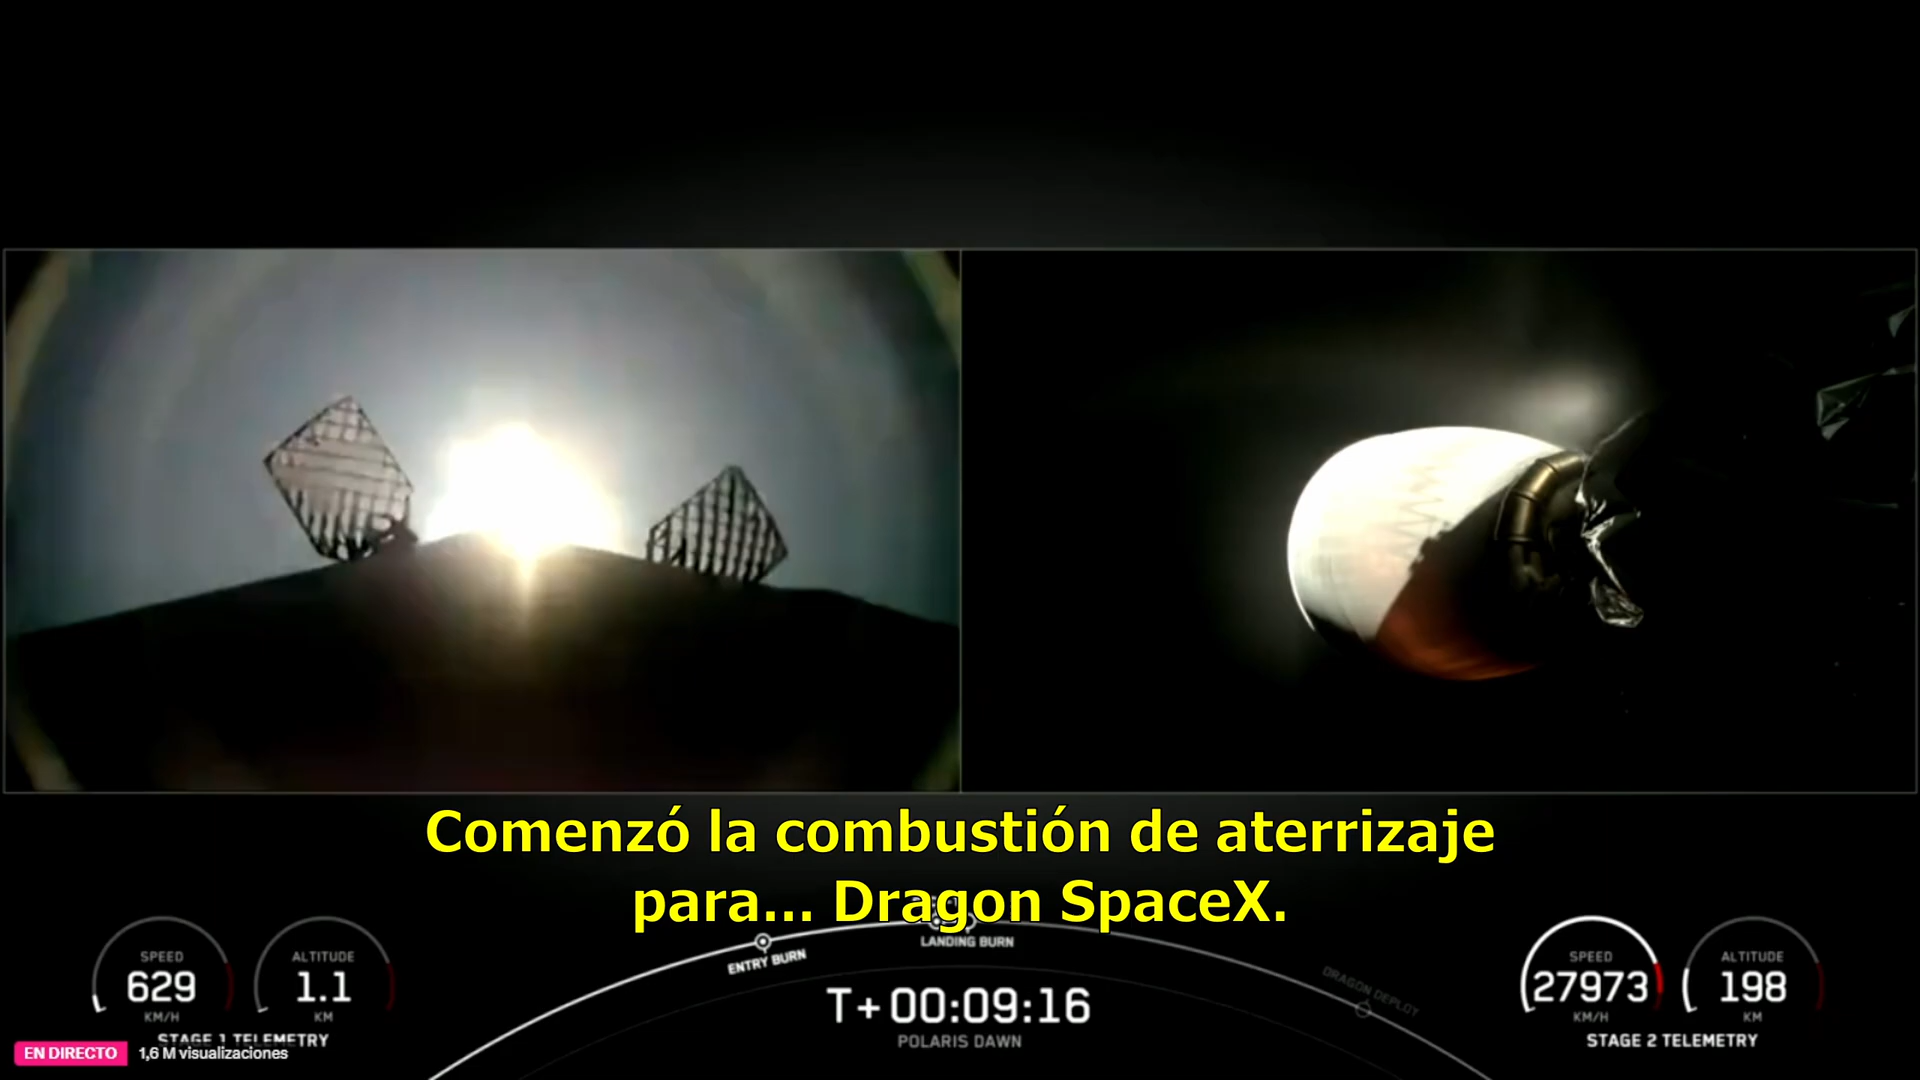 Comenzó la combustión de aterrizaje
para... Dragon SpaceX.
SPEED
629
KM/H
ALTITUDE
1.1
KM
STAGE 1 TELEMETRY
EN DIRECTO
1,6 M visualizaciones
ENTRY BURN
LANDING BURN
DRAGON DEPLOY
T+00:09:16
POLARIS DAWN
SPEED
27973
KM/H
ALTITUDE
198
KM
STAGE 2 TELEMETRY